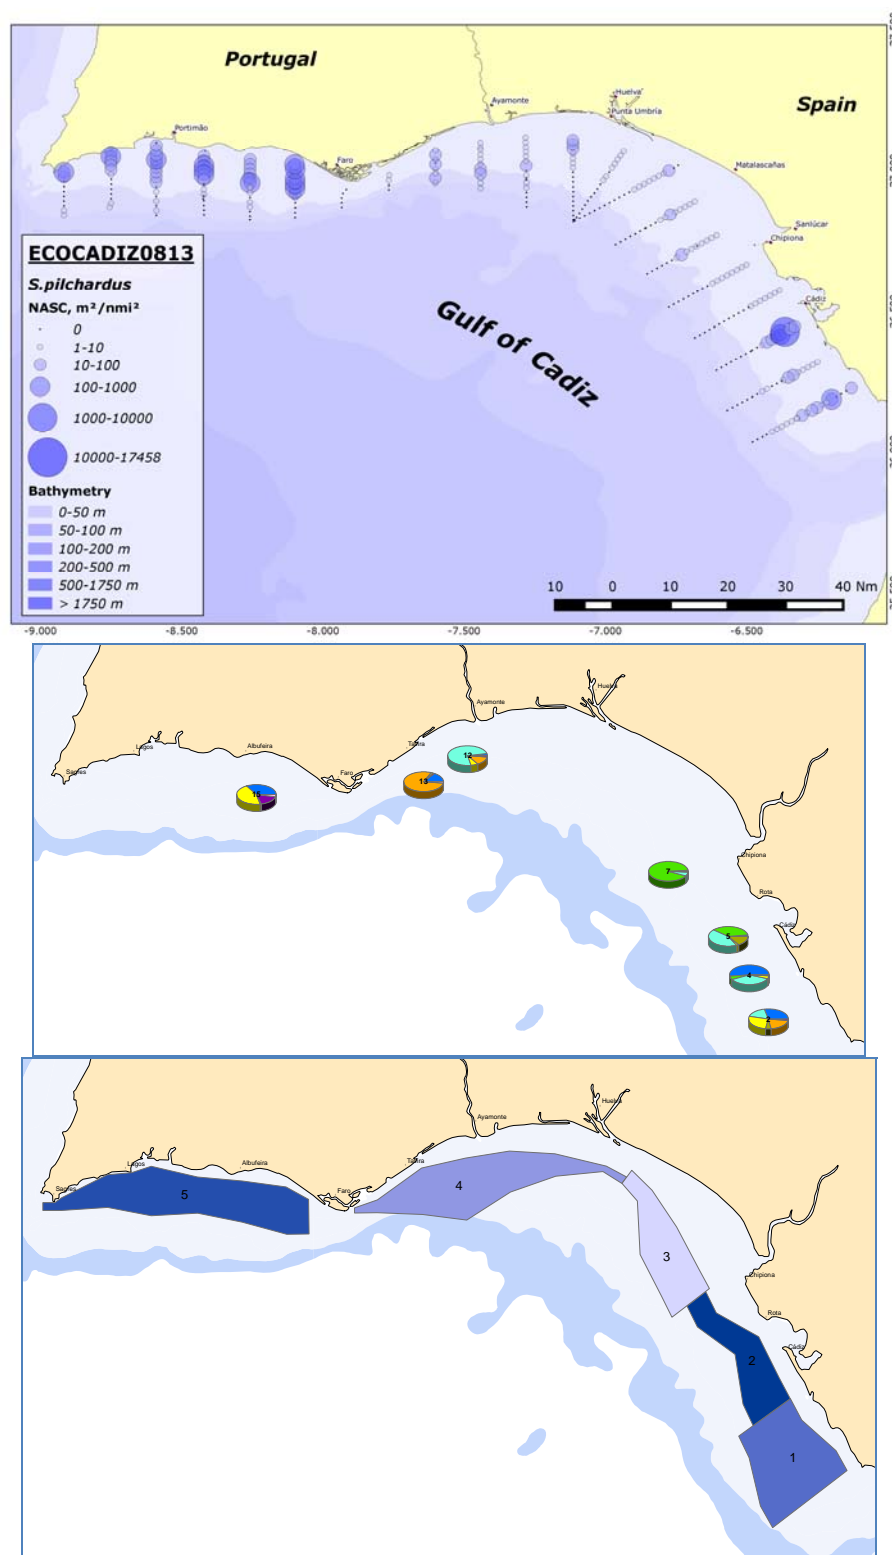 Portugal
Spain
Huelva
Ayamonte
Punta Umbría
Portimão
Faro
Matalascañas
Sanlúcar
Chipiona
Cádiz
Gulf of Cadiz
ECOCADIZ0813
S.pilchardus
NASC, m²/nmi²
0
1-10
10-100
100-1000
1000-10000
10000-17458
Bathymetry
0-50 m
50-100 m
100-200 m
200-500 m
500-1750 m
> 1750 m
10 0 10 20 30 40 Nm
-9.000 -8.500 -8.000 -7.500 -7.000 -6.500
Huelva
Ayamonte
Tavira
Lagos
Albufeira
Sagres
Faro
12
13
15
7
Chipiona
Rota
Cádiz
5
4
2
Huelva
Ayamonte
Tavira
Lagos
Albufeira
Sagres
Faro
5
4
3
Chipiona
Rota
Cádiz
2
1